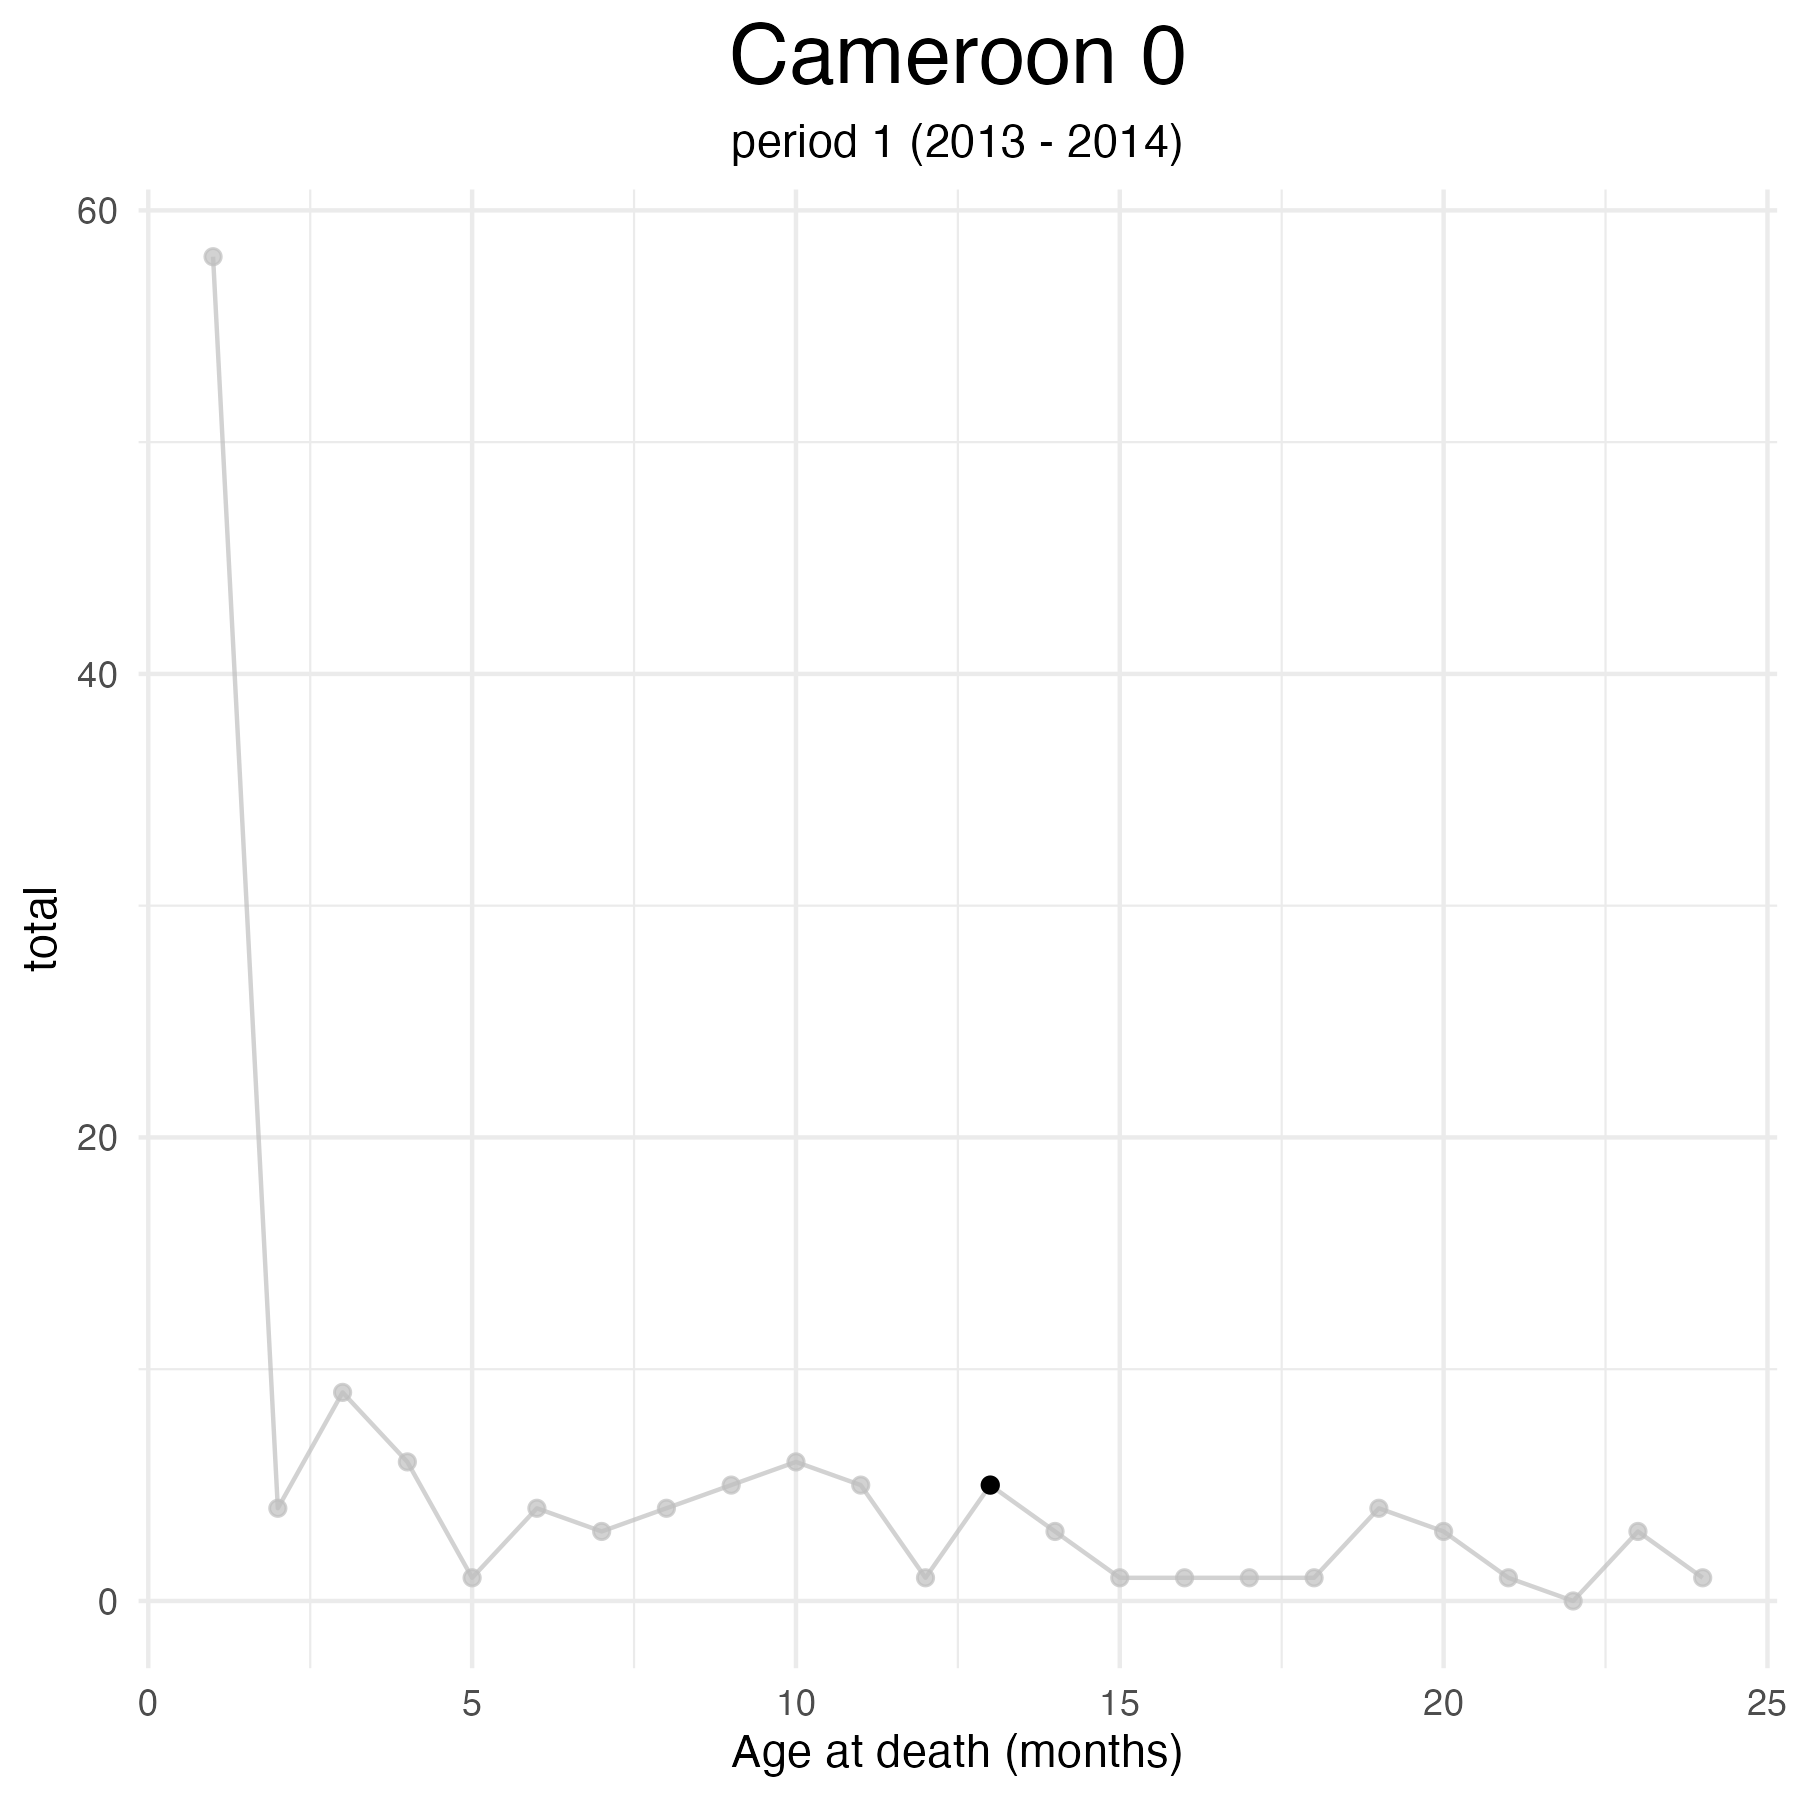 Cameroon 0
period 1 (2013 - 2014)
60
40
20
0
total
0 5 10 15 20 25
Age at death (months)